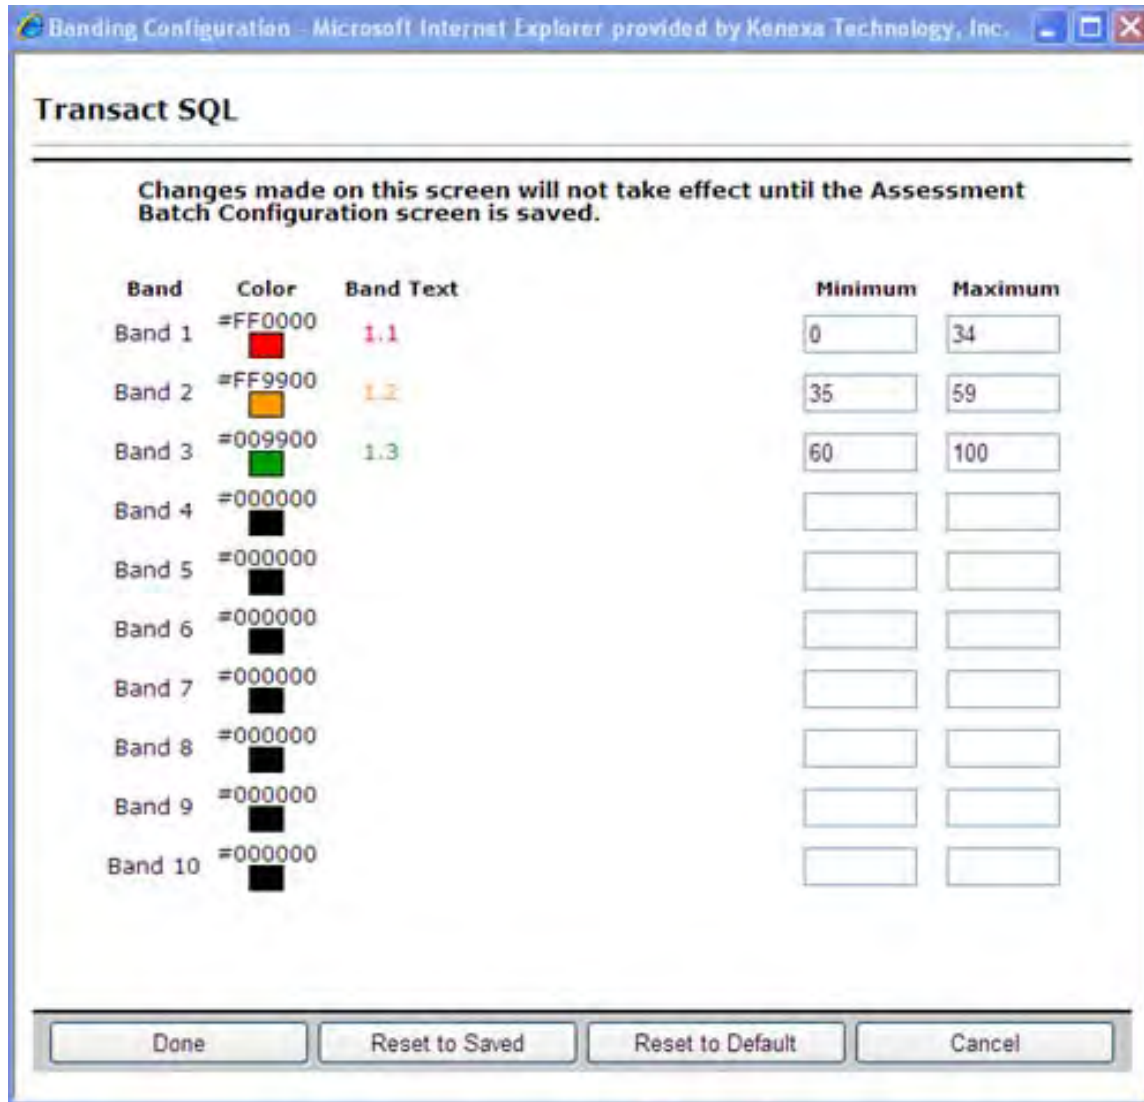 Banding Configuration - Microsoft Internet Explorer provided by Kenexa Technology, Inc.
Transact SQL
Changes made on this screen will not take effect until the Assessment
Batch Configuration screen is saved.
Band Color Band Text Minimum Maximum
Band 1 #FF0000 1.1 0 34
Band 2 #FF9900 1.2 35 59
Band 3 #009900 1.3 60 100
Band 4 #000000
Band 5 #000000
Band 6 #000000
Band 7 #000000
Band 8 #000000
Band 9 #000000
Band 10 #000000
Done Reset to Saved Reset to Default Cancel